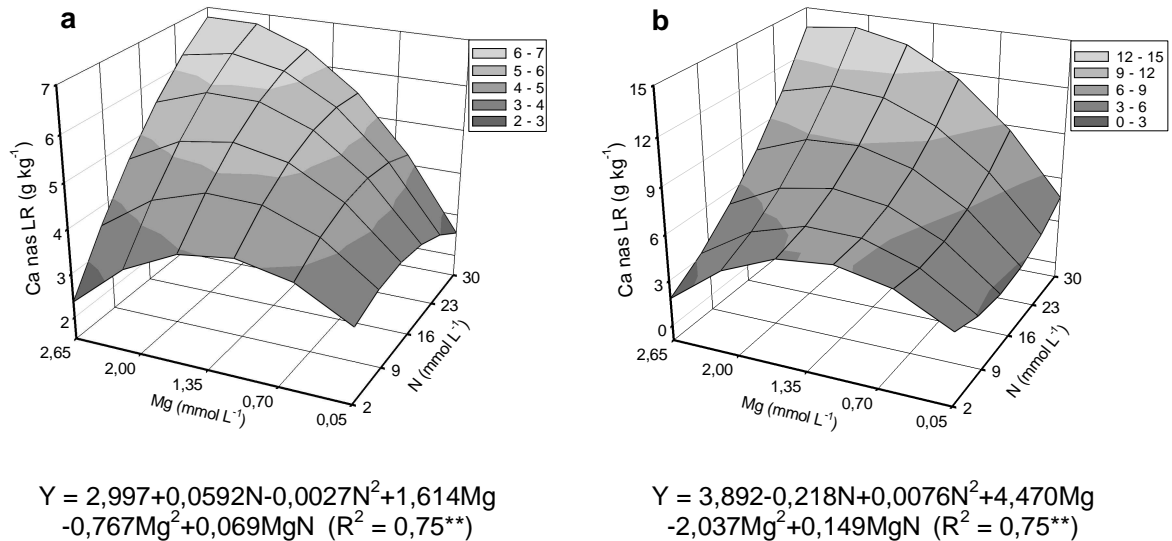 a
6 - 7
5 - 6
4 - 5
3 - 4
2 - 3
7
6
5
4
3
2
Ca nas LR (g kg⁻¹)
2,65
2,00
1,35
0,70
0,05
Mg (mmol L⁻¹)
30
23
16
9
2
N (mmol L⁻¹)
Y = 2,997+0,0592N-0,0027N²+1,614Mg
-0,767Mg²+0,069MgN (R² = 0,75**)
b
12 - 15
9 - 12
6 - 9
3 - 6
0 - 3
15
12
9
6
3
0
Ca nas LR (g kg⁻¹)
2,65
2,00
1,35
0,70
0,05
Mg (mmol L⁻¹)
30
23
16
9
2
N (mmol L⁻¹)
Y = 3,892-0,218N+0,0076N²+4,470Mg
-2,037Mg²+0,149MgN (R² = 0,75**)